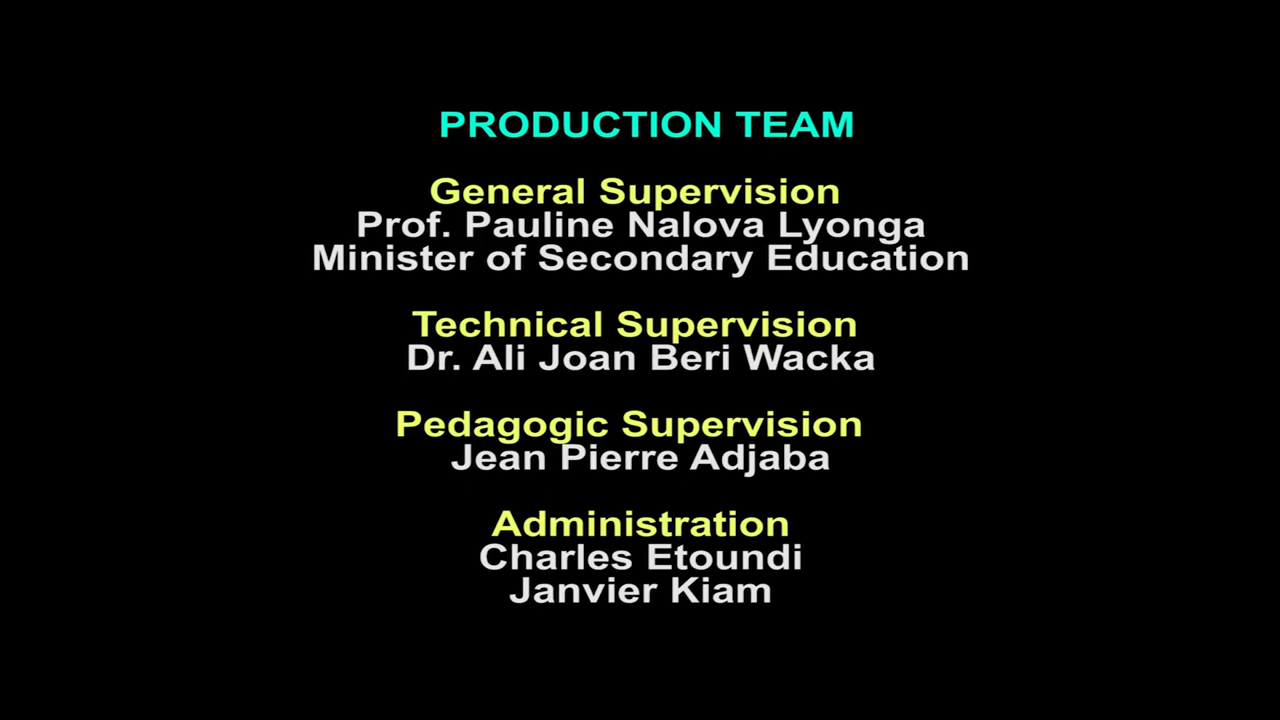 PRODUCTION TEAM
General Supervision
Prof. Pauline Nalova Lyonga
Minister of Secondary Education
Technical Supervision
Dr. Ali Joan Beri Wacka
Pedagogic Supervision
Jean Pierre Adjaba
Administration
Charles Etoundi
Janvier Kiam